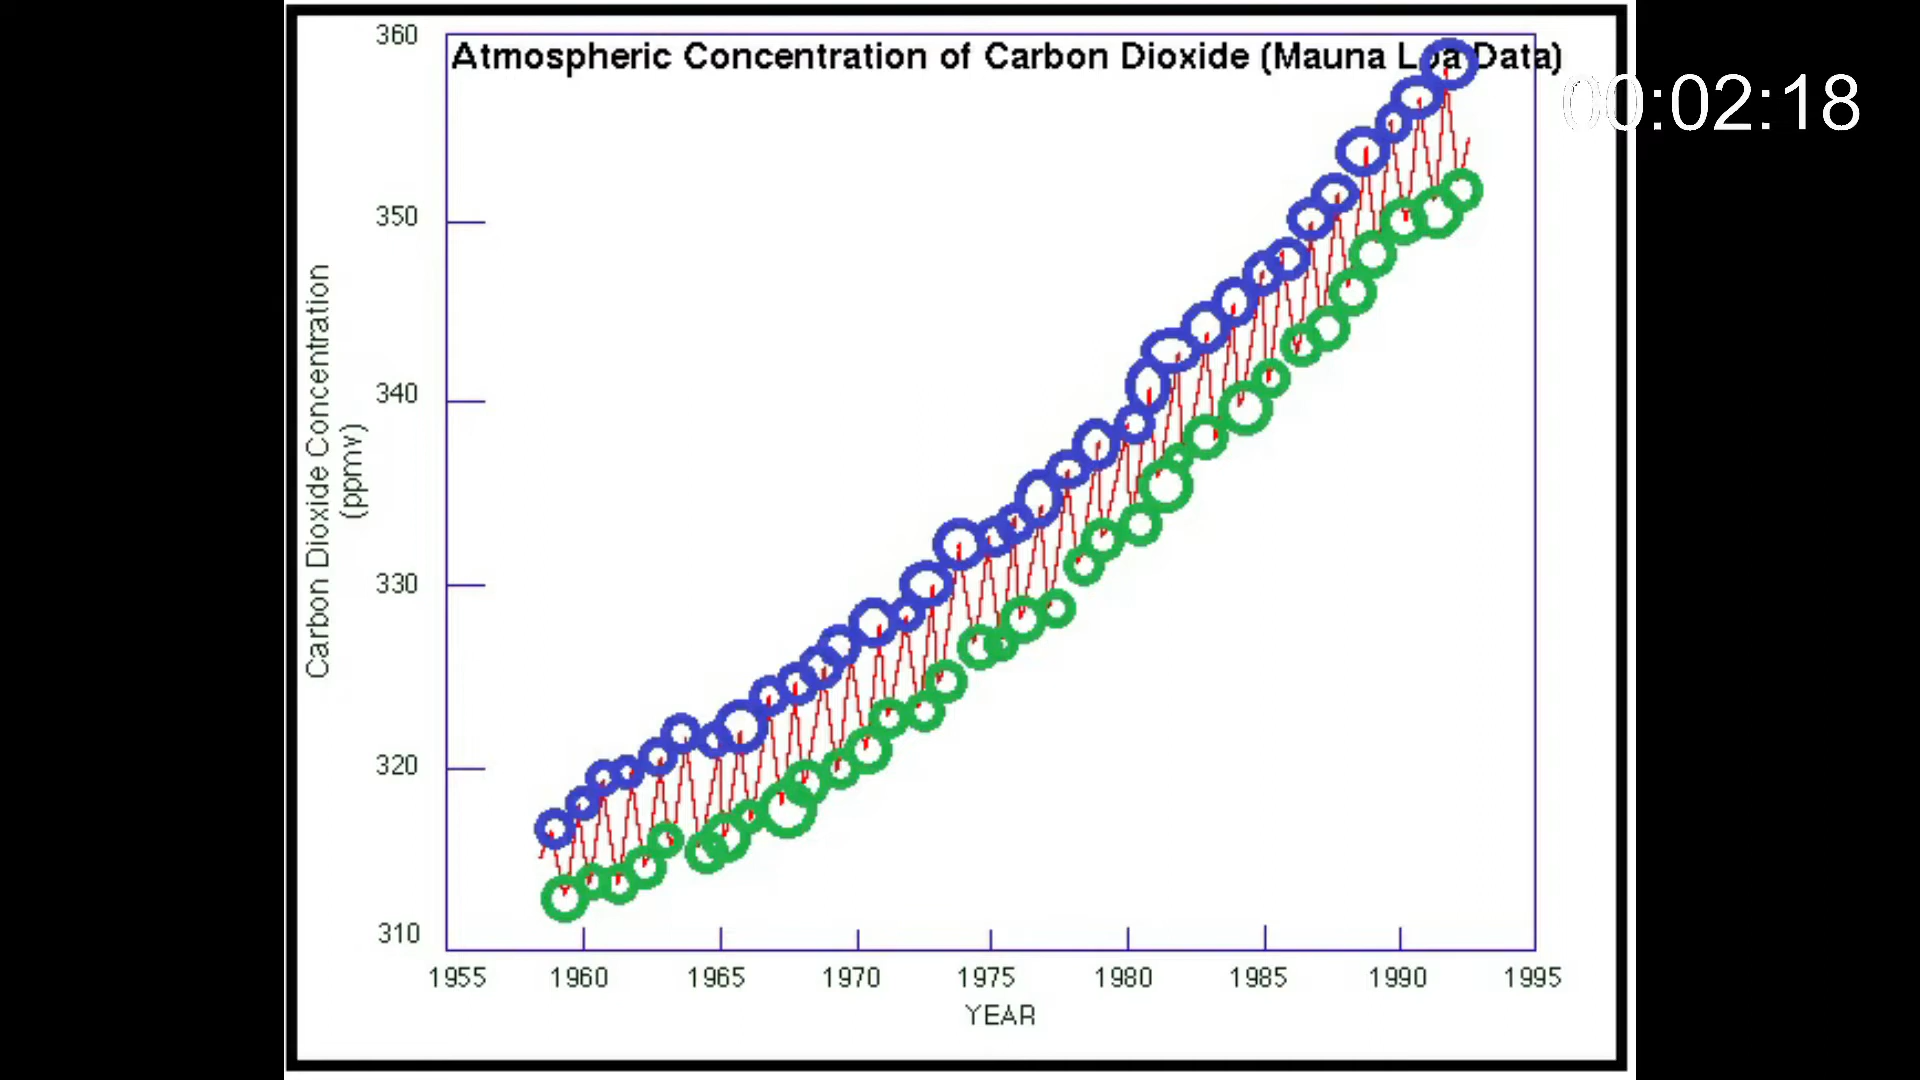 Atmospheric Concentration of Carbon Dioxide (Mauna Loa Data)
00:02:18
360
350
340
330
320
310
Carbon Dioxide Concentration
(ppmv)
1955 1960 1965 1970 1975 1980 1985 1990 1995
YEAR